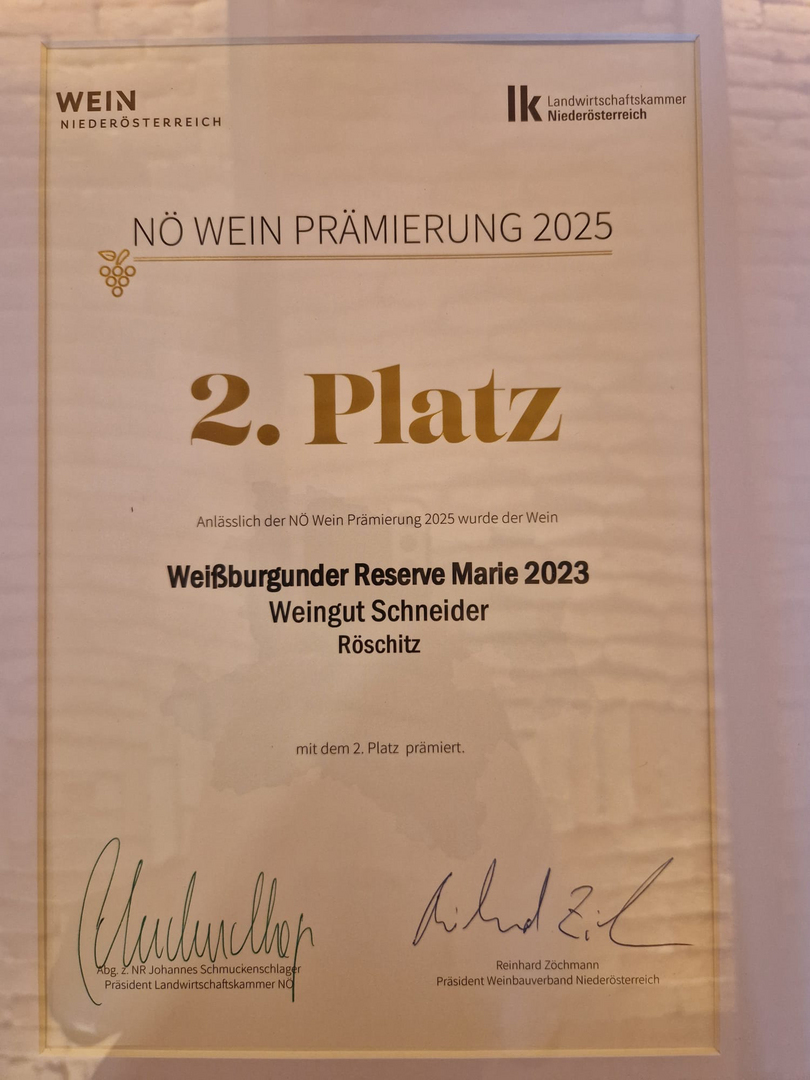 WEIN
NIEDERÖSTERREICH
lk Landwirtschaftskammer
Niederösterreich
NÖ WEIN PRÄMIERUNG 2025
2. Platz
Anlässlich der NÖ Wein Prämierung 2025 wurde der Wein
Weißburgunder Reserve Marie 2023
Weingut Schneider
Röschitz
mit dem 2. Platz prämiert.
Abg. z. NR Johannes Schmuckenschlager
Präsident Landwirtschaftskammer NÖ
Reinhard Zöchmann
Präsident Weinbauverband Niederösterreich